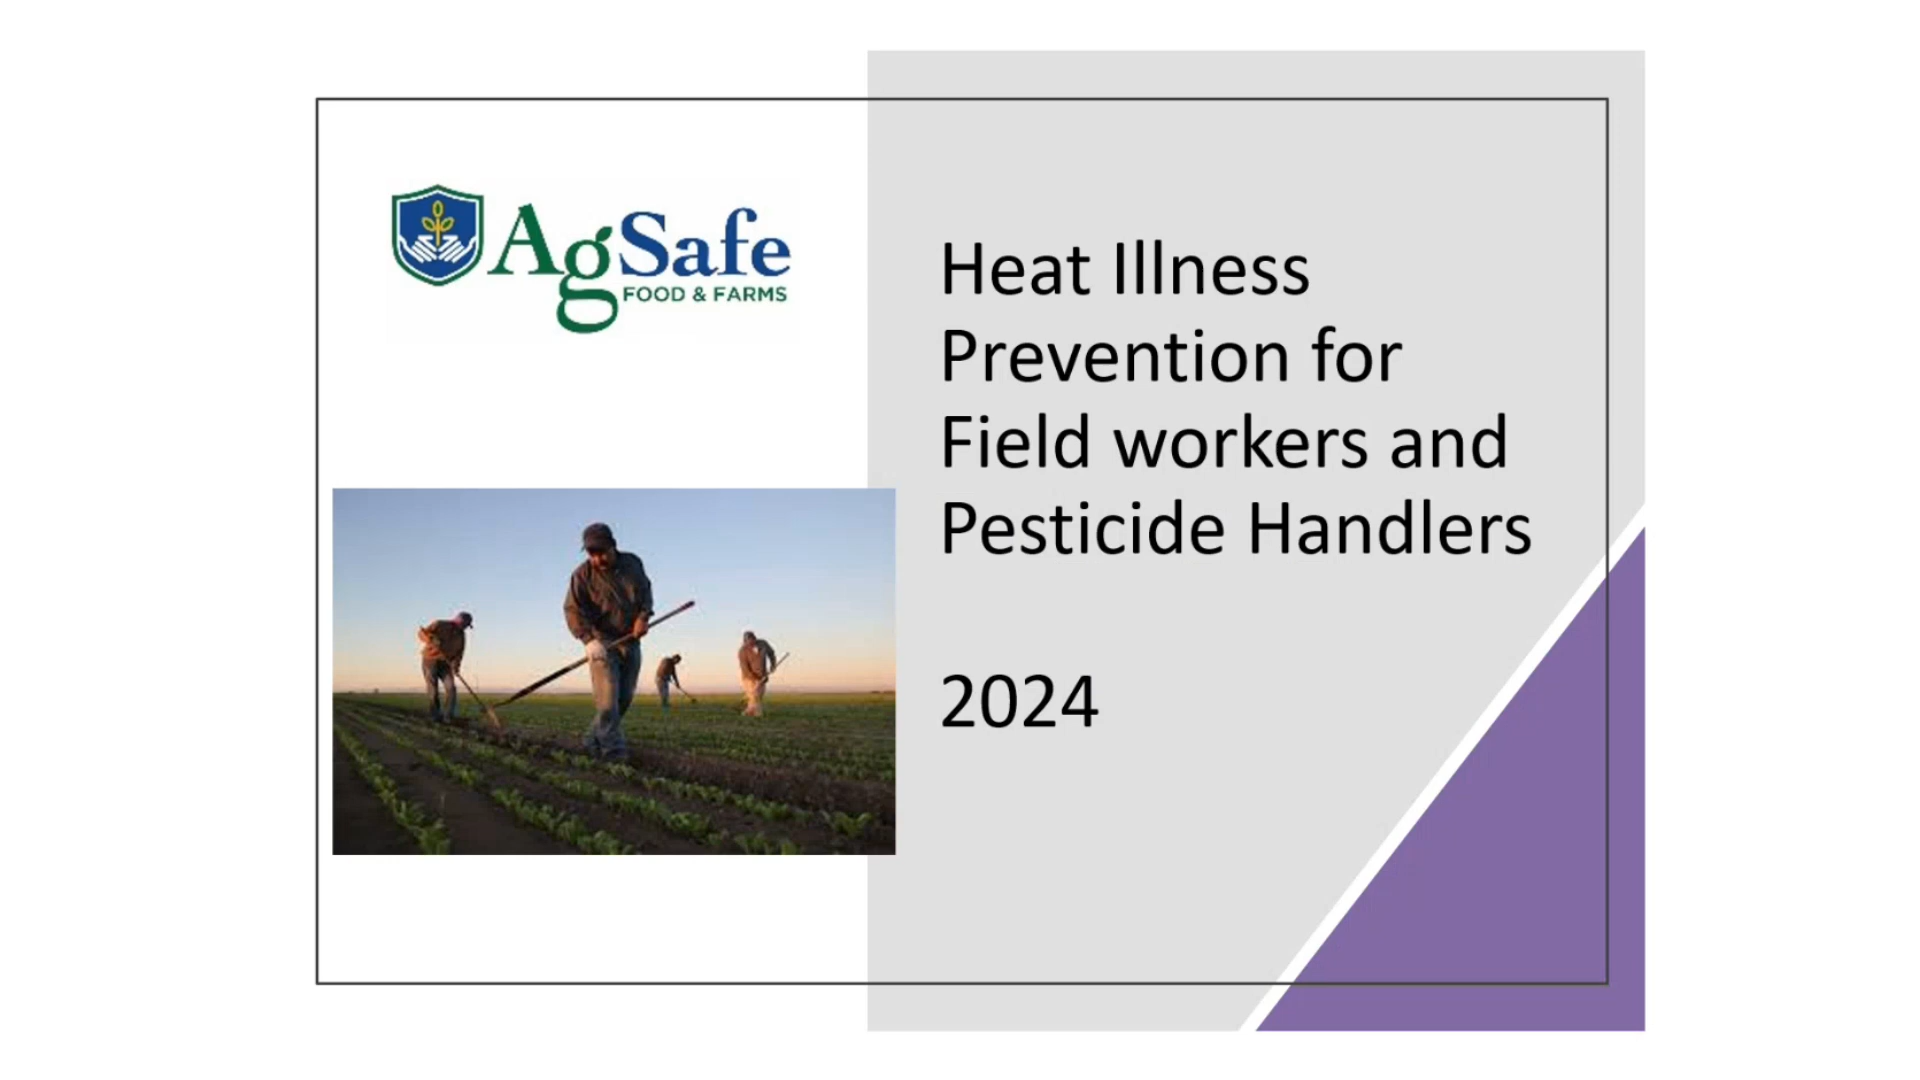 AgSafe
FOOD & FARMS
Heat Illness
Prevention for
Field workers and
Pesticide Handlers
2024